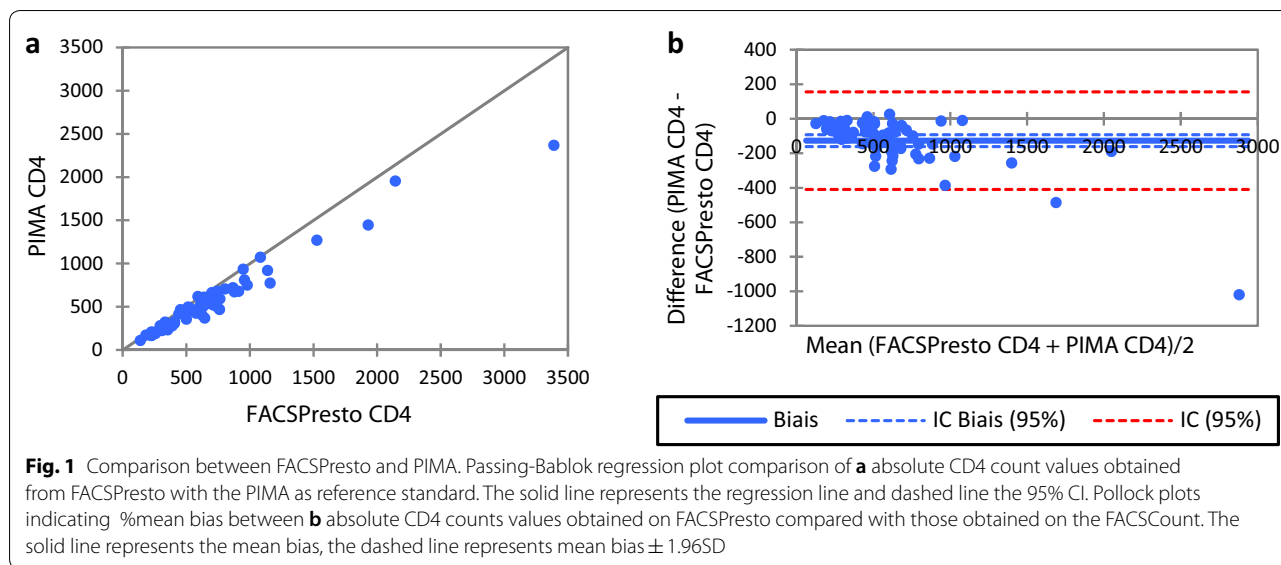 a
3500
3000
2500
2000
1500
1000
500
0
PIMA CD4
0 500 1000 1500 2000 2500 3000 3500
FACSPresto CD4
b
400
200
0
-200
-400
-600
-800
-1000
-1200
Difference (PIMA CD4 -
FACSPresto CD4)
0 500 1000 1500 2000 2500 3000
Mean (FACSPresto CD4 + PIMA CD4)/2
Biais IC Biais (95%) IC (95%)
Fig. 1 Comparison between FACSPresto and PIMA. Passing-Bablok regression plot comparison of a absolute CD4 count values obtained
from FACSPresto with the PIMA as reference standard. The solid line represents the regression line and dashed line the 95% CI. Pollock plots
indicating %mean bias between b absolute CD4 counts values obtained on FACSPresto compared with those obtained on the FACSCount. The
solid line represents the mean bias, the dashed line represents mean bias ± 1.96SD